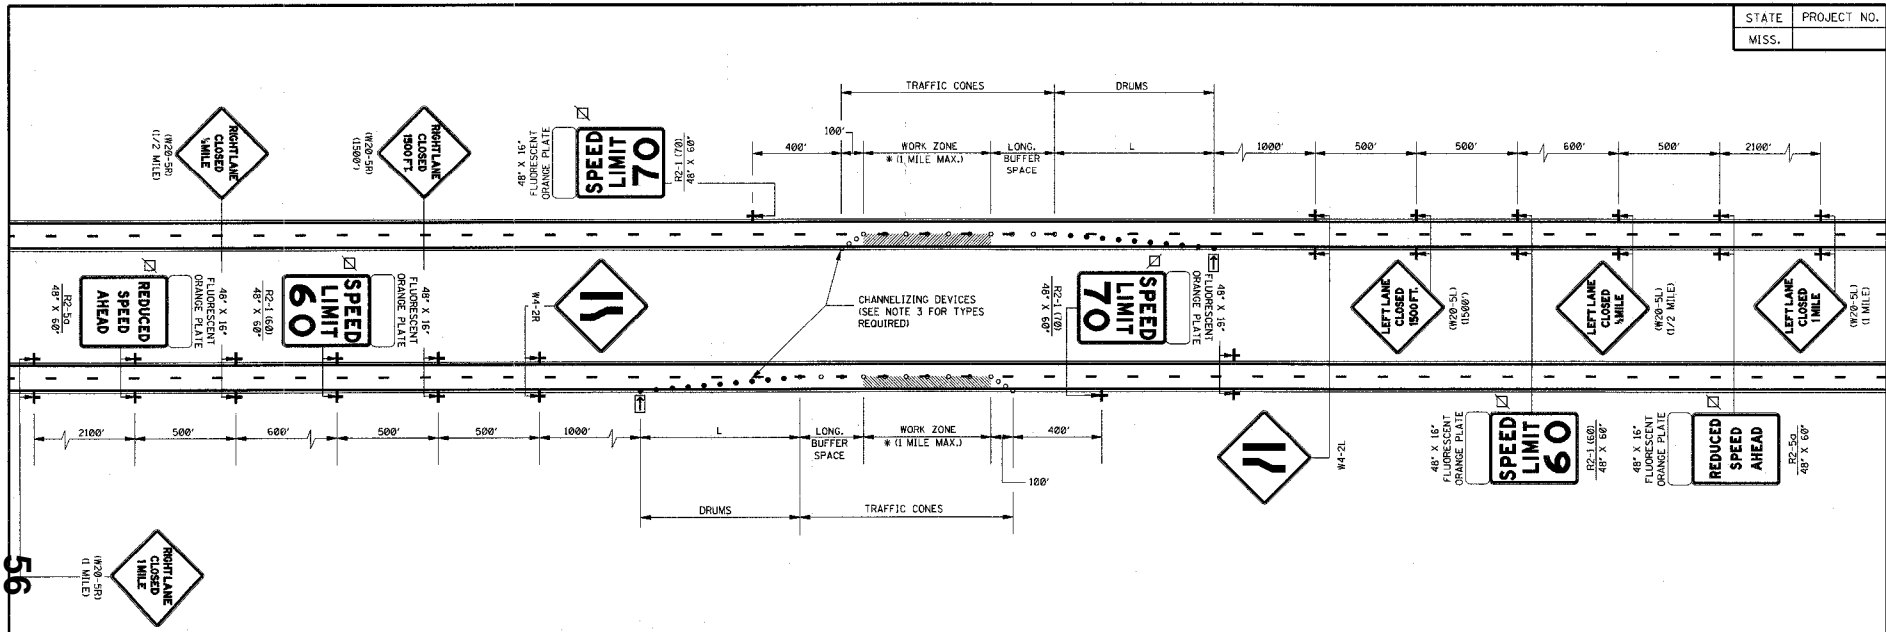 STATE PROJECT NO.
MISS.
TRAFFIC CONES
DRUMS
100'
400'
WORK ZONE
* (1 MILE MAX.)
LONG.
BUFFER
SPACE
L
1000'
500'
500'
600'
500'
2100'
(W20-5R)
(1/2 MILE)
RIGHT LANE
CLOSED
½ MILE
(W20-5R)
(1500')
RIGHT LANE
CLOSED
1500 FT.
48" X 16"
FLUORESCENT
ORANGE PLATE
SPEED
LIMIT
70
R2-1 (70)
48" X 60"
REDUCED
SPEED
AHEAD
R2-5a
48" X 60"
48" X 16"
FLUORESCENT
ORANGE PLATE
R2-1 (60)
48" X 60"
SPEED
LIMIT
60
48" X 16"
FLUORESCENT
ORANGE PLATE
W4-2R
CHANNELIZING DEVICES
(SEE NOTE 3 FOR TYPES
REQUIRED)
R2-1 (70)
48" X 60"
SPEED
LIMIT
70
48" X 16"
FLUORESCENT
ORANGE PLATE
LEFT LANE
CLOSED
1500 FT.
(W20-5L)
(1500')
LEFT LANE
CLOSED
½ MILE
(W20-5L)
(1/2 MILE)
LEFT LANE
CLOSED
1 MILE
(W20-5L)
(1 MILE)
2100'
500'
600'
500'
500'
1000'
L
LONG.
BUFFER
SPACE
WORK ZONE
* (1 MILE MAX.)
400'
100'
DRUMS
TRAFFIC CONES
W4-2L
48" X 16"
FLUORESCENT
ORANGE PLATE
SPEED
LIMIT
60
R2-1 (60)
48" X 60"
48" X 16"
FLUORESCENT
ORANGE PLATE
REDUCED
SPEED
AHEAD
R2-5a
48" X 60"
56
(W20-5R)
(1 MILE)
RIGHT LANE
CLOSED
1 MILE